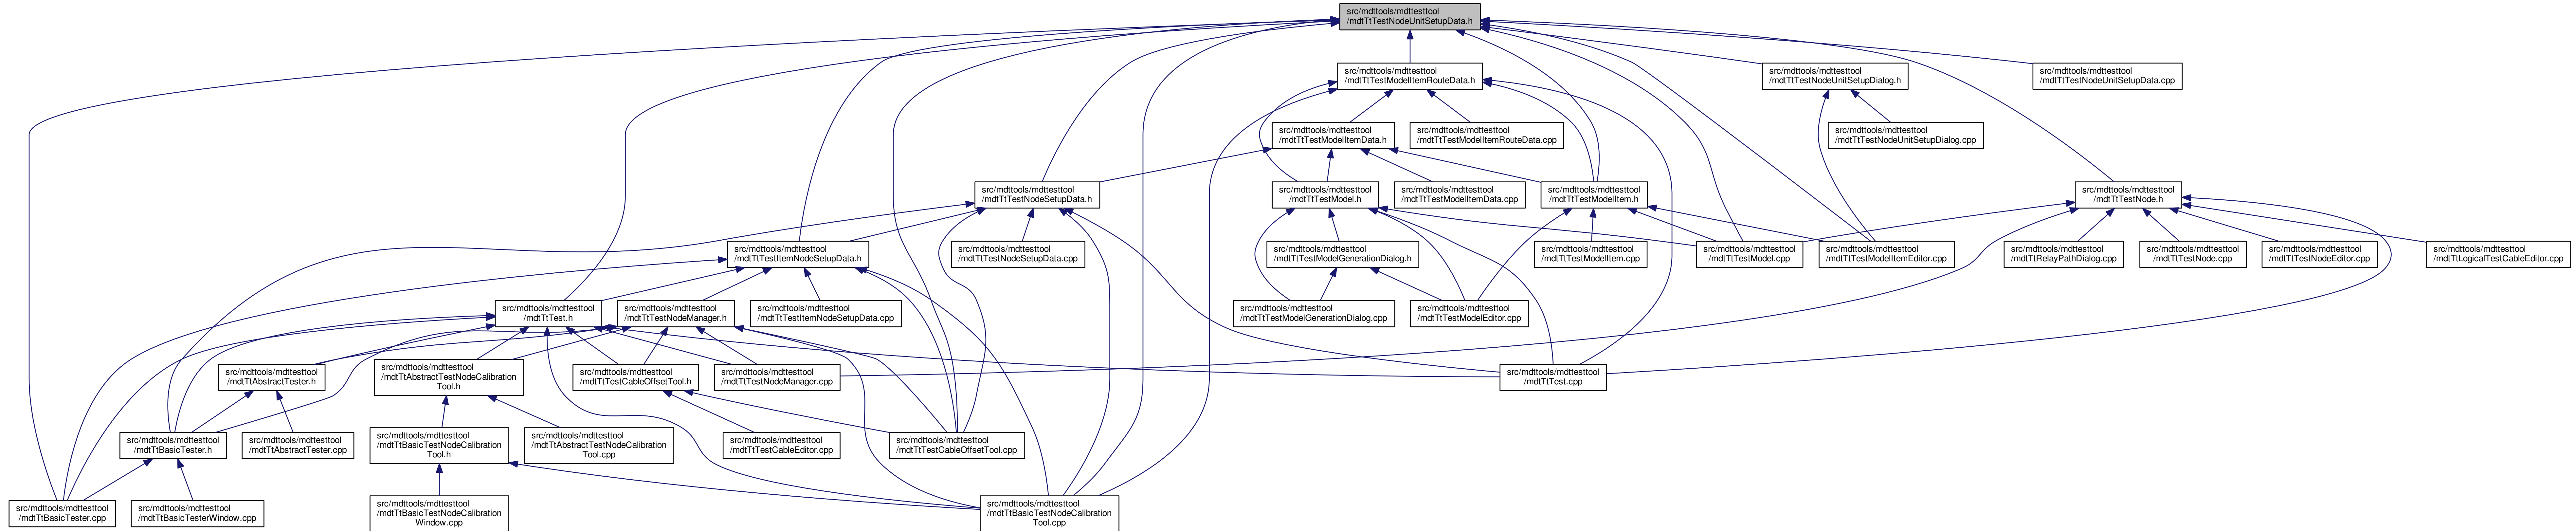 src/mdttools/mdttesttool
/mdtTtTestNodeUnitSetupData.h
src/mdttools/mdttesttool
/mdtTtTestModelItemRouteData.h
src/mdttools/mdttesttool
/mdtTtTestNodeUnitSetupDialog.h
src/mdttools/mdttesttool
/mdtTtTestNodeUnitSetupData.cpp
src/mdttools/mdttesttool
/mdtTtTestModelItemData.h
src/mdttools/mdttesttool
/mdtTtTestModelItemRouteData.cpp
src/mdttools/mdttesttool
/mdtTtTestNodeUnitSetupDialog.cpp
src/mdttools/mdttesttool
/mdtTtTestNodeSetupData.h
src/mdttools/mdttesttool
/mdtTtTestModel.h
src/mdttools/mdttesttool
/mdtTtTestModelItemData.cpp
src/mdttools/mdttesttool
/mdtTtTestModelItem.h
src/mdttools/mdttesttool
/mdtTtTestNode.h
src/mdttools/mdttesttool
/mdtTtTestItemNodeSetupData.h
src/mdttools/mdttesttool
/mdtTtTestNodeSetupData.cpp
src/mdttools/mdttesttool
/mdtTtTestModelGenerationDialog.h
src/mdttools/mdttesttool
/mdtTtTestModelItem.cpp
src/mdttools/mdttesttool
/mdtTtTestModel.cpp
src/mdttools/mdttesttool
/mdtTtTestModelItemEditor.cpp
src/mdttools/mdttesttool
/mdtTtRelayPathDialog.cpp
src/mdttools/mdttesttool
/mdtTtTestNode.cpp
src/mdttools/mdttesttool
/mdtTtTestNodeEditor.cpp
src/mdttools/mdttesttool
/mdtTtLogicalTestCableEditor.cpp
src/mdttools/mdttesttool
/mdtTtTest.h
src/mdttools/mdttesttool
/mdtTtTestNodeManager.h
src/mdttools/mdttesttool
/mdtTtTestItemNodeSetupData.cpp
src/mdttools/mdttesttool
/mdtTtTestModelGenerationDialog.cpp
src/mdttools/mdttesttool
/mdtTtTestModelEditor.cpp
src/mdttools/mdttesttool
/mdtTtAbstractTester.h
src/mdttools/mdttesttool
/mdtTtAbstractTestNodeCalibration
Tool.h
src/mdttools/mdttesttool
/mdtTtTestCableOffsetTool.h
src/mdttools/mdttesttool
/mdtTtTestNodeManager.cpp
src/mdttools/mdttesttool
/mdtTtTest.cpp
src/mdttools/mdttesttool
/mdtTtBasicTester.h
src/mdttools/mdttesttool
/mdtTtAbstractTester.cpp
src/mdttools/mdttesttool
/mdtTtBasicTestNodeCalibration
Tool.h
src/mdttools/mdttesttool
/mdtTtAbstractTestNodeCalibration
Tool.cpp
src/mdttools/mdttesttool
/mdtTtTestCableEditor.cpp
src/mdttools/mdttesttool
/mdtTtTestCableOffsetTool.cpp
src/mdttools/mdttesttool
/mdtTtBasicTester.cpp
src/mdttools/mdttesttool
/mdtTtBasicTesterWindow.cpp
src/mdttools/mdttesttool
/mdtTtBasicTestNodeCalibration
Window.cpp
src/mdttools/mdttesttool
/mdtTtBasicTestNodeCalibration
Tool.cpp